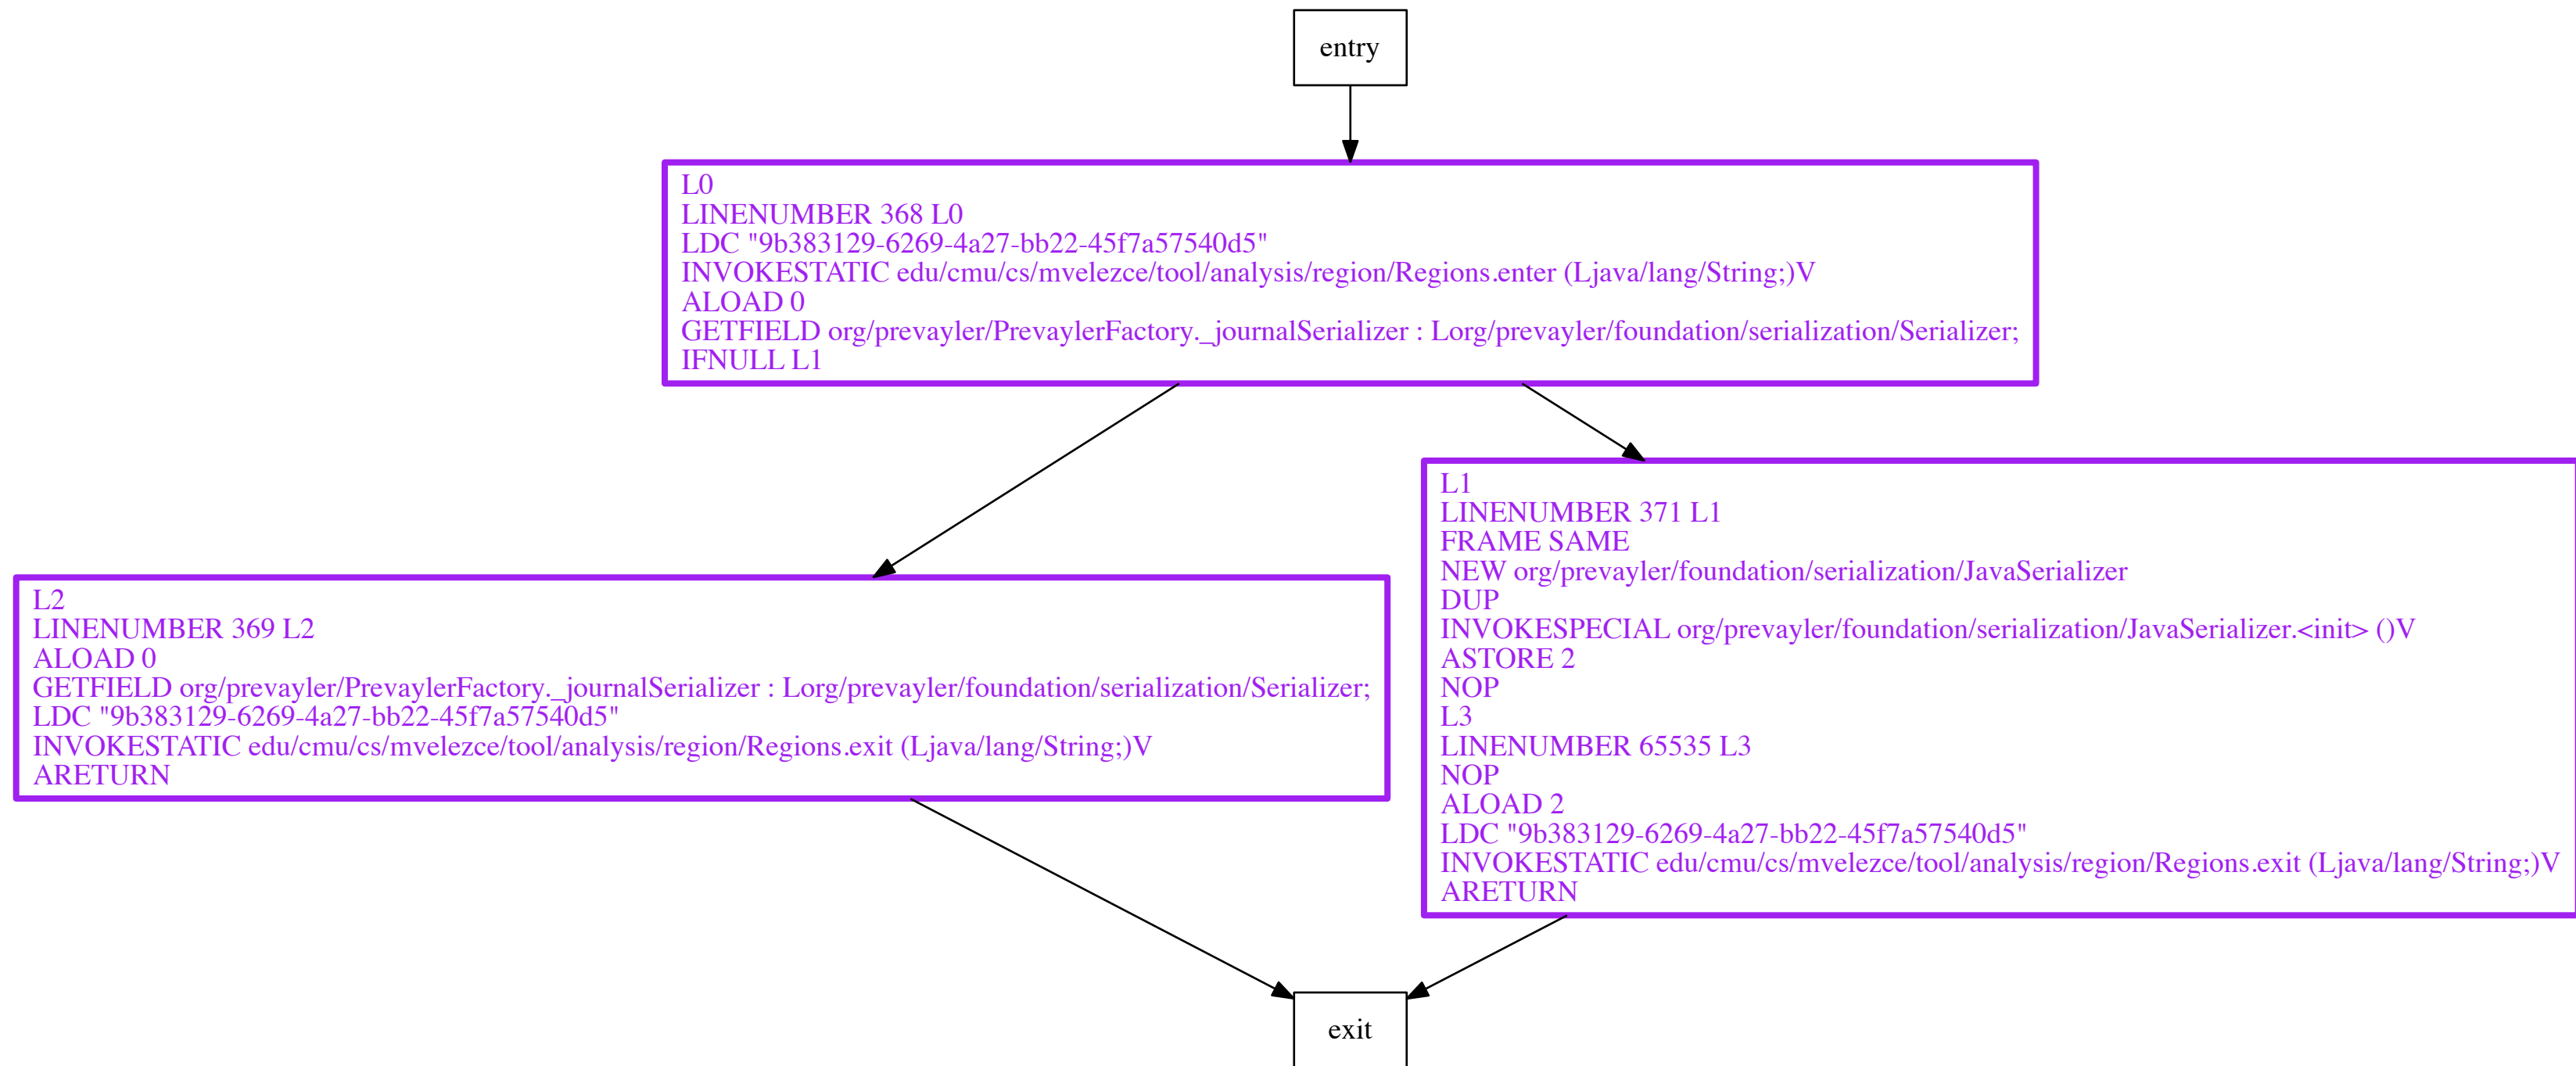 entry
L0
LINENUMBER 368 L0
LDC "9b383129-6269-4a27-bb22-45f7a57540d5"
INVOKESTATIC edu/cmu/cs/mvelezce/tool/analysis/region/Regions.enter (Ljava/lang/String;)V
ALOAD 0
GETFIELD org/prevayler/PrevaylerFactory._journalSerializer : Lorg/prevayler/foundation/serialization/Serializer;
IFNULL L1
L2
LINENUMBER 369 L2
ALOAD 0
GETFIELD org/prevayler/PrevaylerFactory._journalSerializer : Lorg/prevayler/foundation/serialization/Serializer;
LDC "9b383129-6269-4a27-bb22-45f7a57540d5"
INVOKESTATIC edu/cmu/cs/mvelezce/tool/analysis/region/Regions.exit (Ljava/lang/String;)V
ARETURN
L1
LINENUMBER 371 L1
FRAME SAME
NEW org/prevayler/foundation/serialization/JavaSerializer
DUP
INVOKESPECIAL org/prevayler/foundation/serialization/JavaSerializer.<init> ()V
ASTORE 2
NOP
L3
LINENUMBER 65535 L3
NOP
ALOAD 2
LDC "9b383129-6269-4a27-bb22-45f7a57540d5"
INVOKESTATIC edu/cmu/cs/mvelezce/tool/analysis/region/Regions.exit (Ljava/lang/String;)V
ARETURN
exit